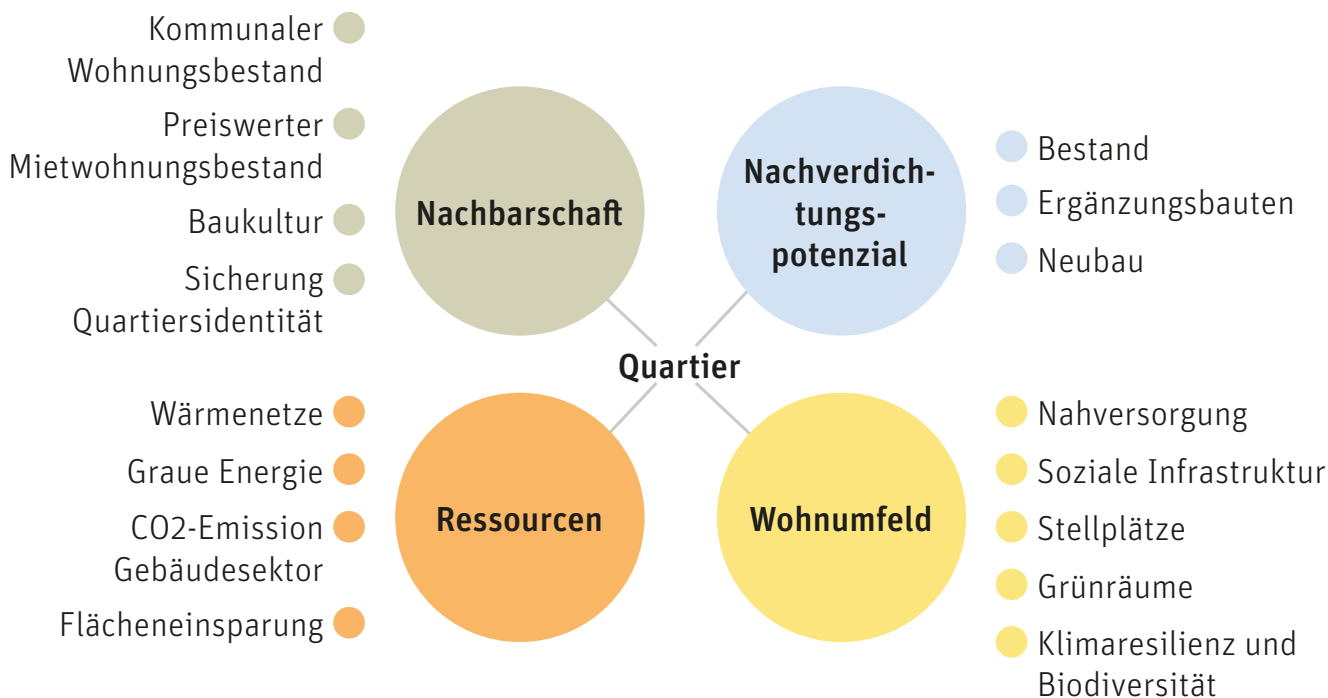 Kommunaler
Wohnungsbestand
Preiswerter
Mietwohnungsbestand
Baukultur
Sicherung
Quartiersidentität
Nachbarschaft
Nachverdich-
tungs-
potenzial
Bestand
Ergänzungsbauten
Neubau
Quartier
Wärmenetze
Graue Energie
CO2-Emission
Gebäudesektor
Flächeneinsparung
Ressourcen
Wohnumfeld
Nahversorgung
Soziale Infrastruktur
Stellplätze
Grünräume
Klimaresilienz und
Biodiversität